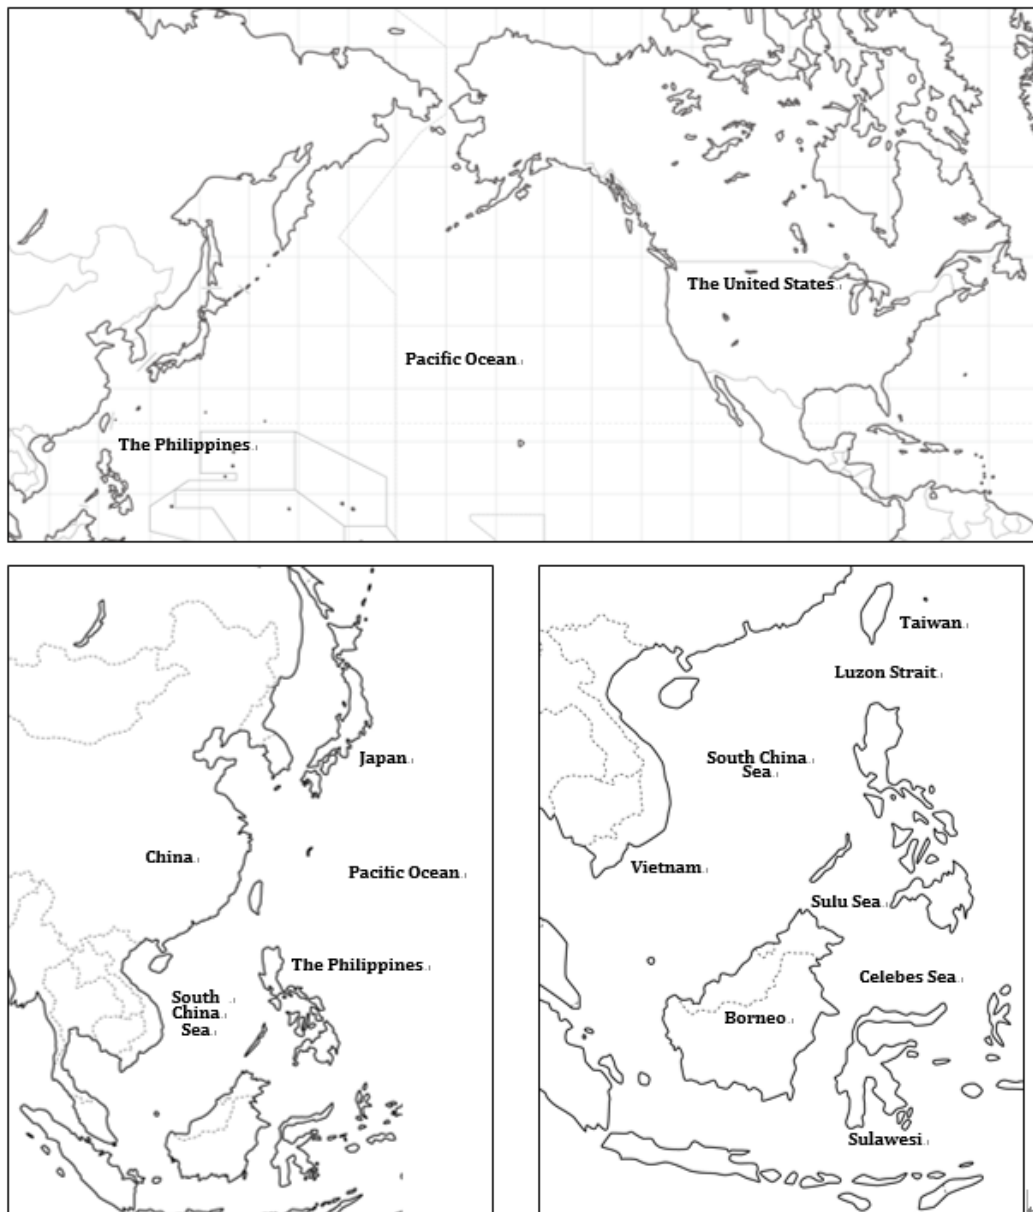 The United States
Pacific Ocean
The Philippines
Japan
China
Pacific Ocean
The Philippines
South
China
Sea
Taiwan
Luzon Strait
South China
Sea
Vietnam
Sulu Sea
Celebes Sea
Borneo
Sulawesi